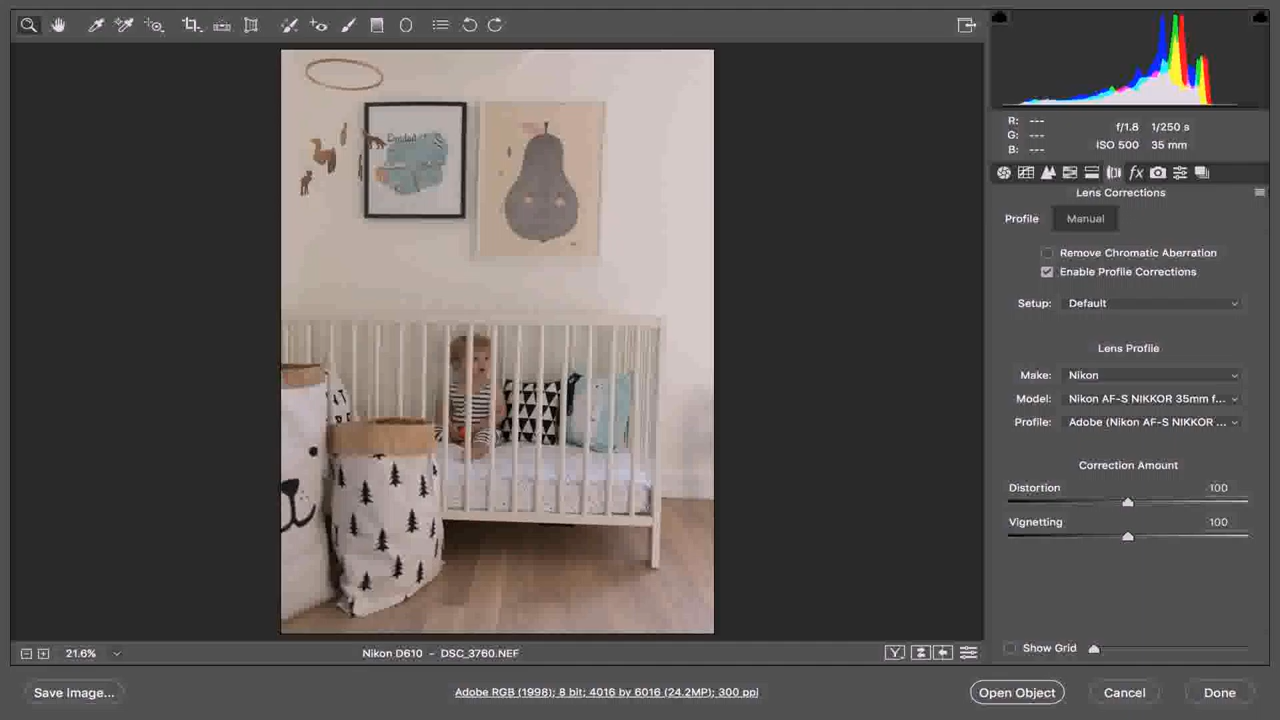 R: ---
G: ---
B: ---
f/1.8 1/250 s
ISO 500 35 mm
fx
Lens Corrections
Profile Manual
Remove Chromatic Aberration
Enable Profile Corrections
Setup: Default
Lens Profile
Make: Nikon
Model: Nikon AF-S NIKKOR 35mm f...
Profile: Adobe (Nikon AF-S NIKKOR ...
Correction Amount
Distortion 100
Vignetting 100
21.6%
Nikon D610 - DSC_3760.NEF
Y
Show Grid
Save Image...
Adobe RGB (1998); 8 bit; 4016 by 6016 (24.2MP); 300 ppi
Open Object
Cancel
Done